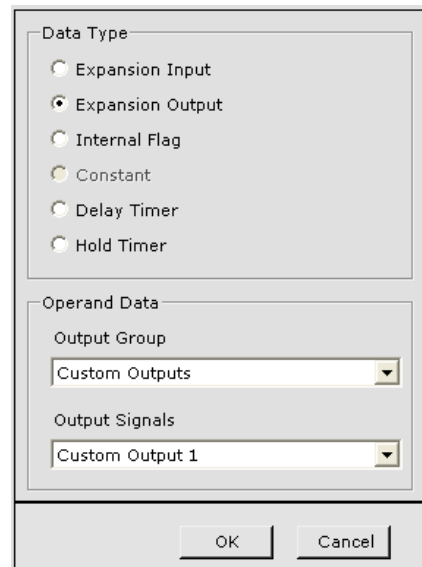 Data Type
Expansion Input
Expansion Output
Internal Flag
Constant
Delay Timer
Hold Timer
Operand Data
Output Group
Custom Outputs
Output Signals
Custom Output 1
OK Cancel